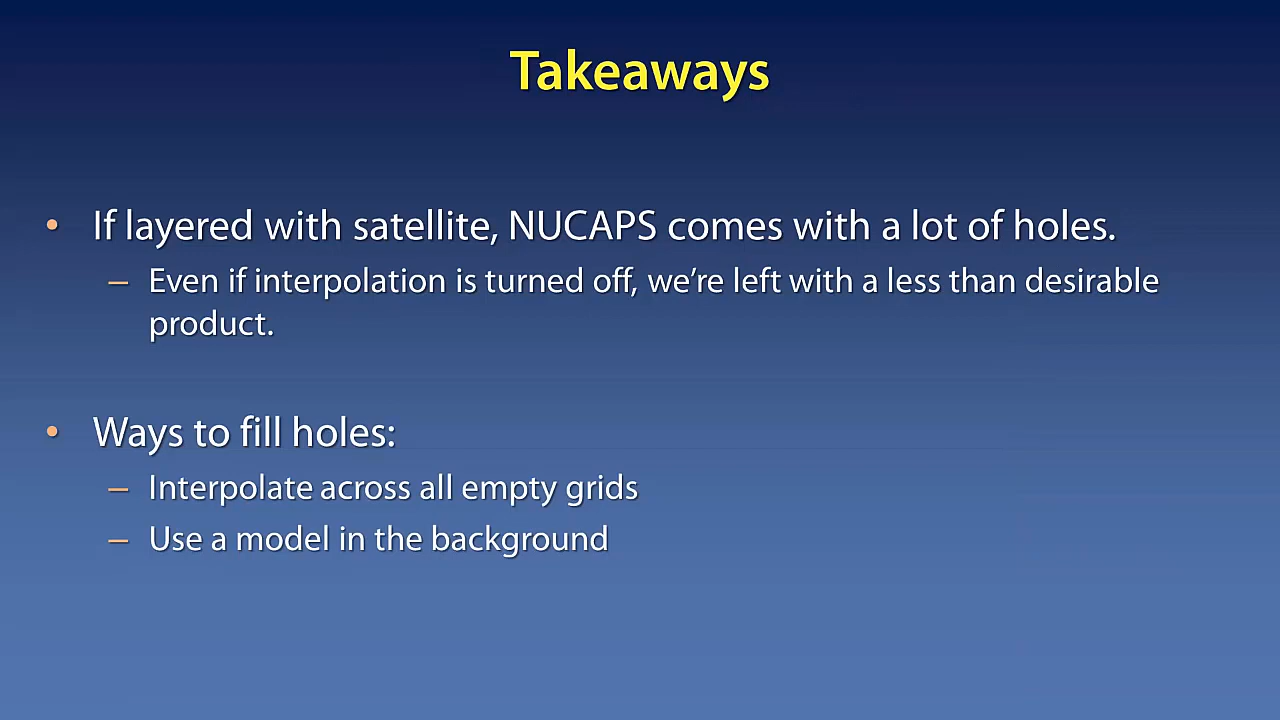 Takeaways
• If layered with satellite, NUCAPS comes with a lot of holes.
– Even if interpolation is turned off, we’re left with a less than desirable
product.
• Ways to fill holes:
– Interpolate across all empty grids
– Use a model in the background